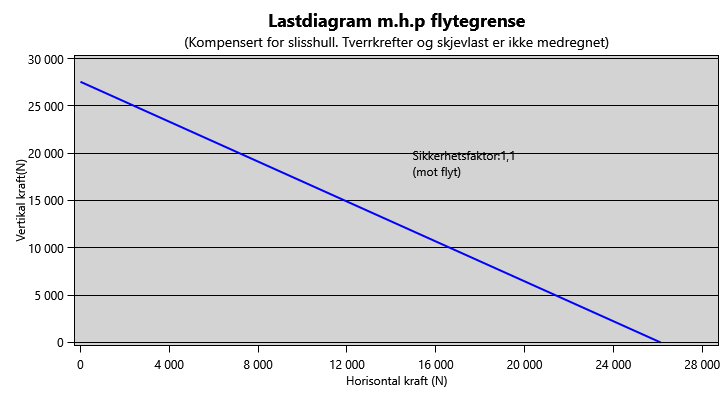 Lastdiagram m.h.p flytegrense
(Kompensert for slisshull. Tverrkrefter og skjevlast er ikke medregnet)
30 000
25 000
20 000
15 000
10 000
5 000
0
Vertikal kraft(N)
Sikkerhetsfaktor:1,1
(mot flyt)
0 4 000 8 000 12 000 16 000 20 000 24 000 28 000
Horisontal kraft (N)